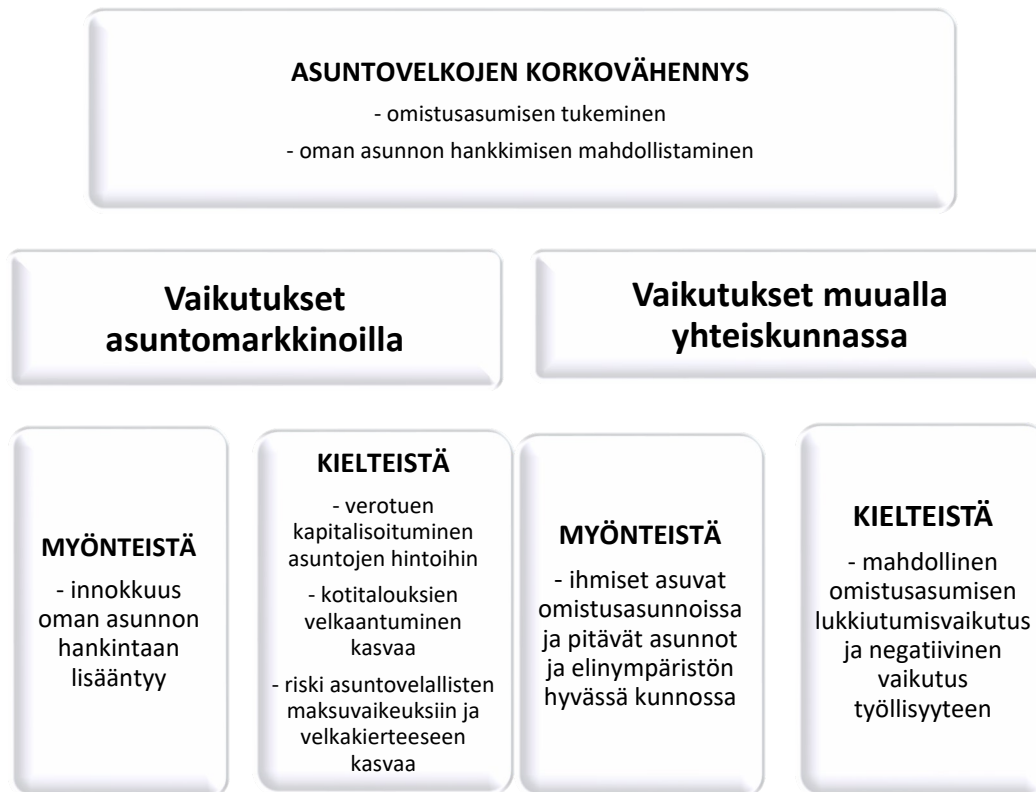 ASUNTOVELKOJEN KORKOVÄHENNYS
- omistusasumisen tukeminen
- oman asunnon hankkimisen mahdollistaminen
Vaikutukset
asuntomarkkinoilla
Vaikutukset muualla
yhteiskunnassa
MYÖNTEISTÄ
- innokkuus
oman asunnon
hankintaan
lisääntyy
KIELTEISTÄ
- verotuen
kapitalisoituminen
asuntojen hintoihin
- kotitalouksien
velkaantuminen
kasvaa
- riski asuntovelallisten
maksuvaikeuksiin ja
velkakierteeseen
kasvaa
MYÖNTEISTÄ
- ihmiset asuvat
omistusasunnoissa
ja pitävät asunnot
ja elinympäristön
hyvässä kunnossa
KIELTEISTÄ
- mahdollinen
omistusasumisen
lukkiutumisvaikutus
ja negatiivinen
vaikutus
työllisyyteen